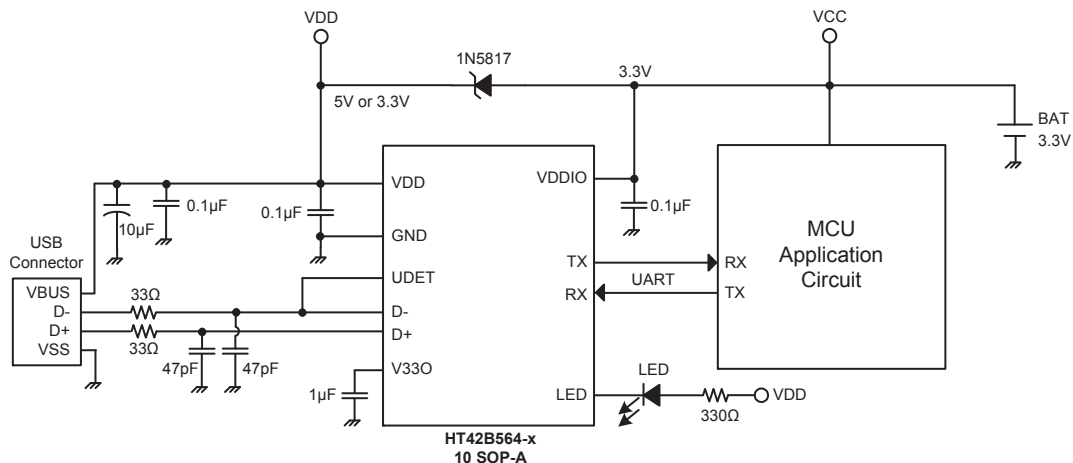 VDD
VCC
1N5817
3.3V
5V or 3.3V
BAT
3.3V
VDD
VDDIO
0.1μF
0.1μF
0.1μF
10μF
GND
USB
Connector
MCU
Application
Circuit
TX
RX
UDET
UART
VBUS
33Ω
RX
TX
D-
D-
D+
D+
33Ω
VSS
47pF
47pF
V33O
LED
1μF
LED
VDD
330Ω
HT42B564-x
10 SOP-A